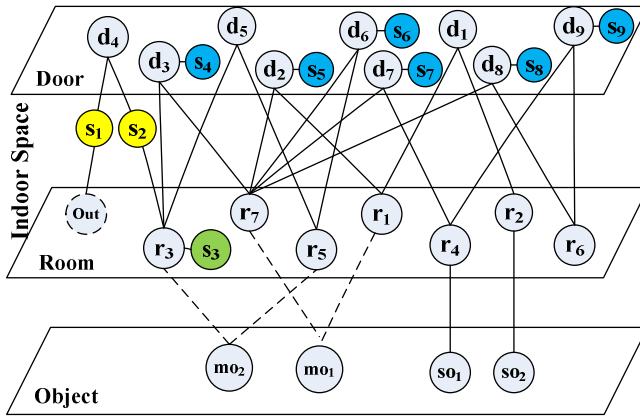 d4
d3
s4
d5
d2
s5
d6
s6
d7
s7
d1
d8
s8
d9
s9
Door
s1
s2
Indoor Space
Out
r3
s3
r7
r5
r1
r4
r2
r6
Room
mo2
mo1
so1
so2
Object